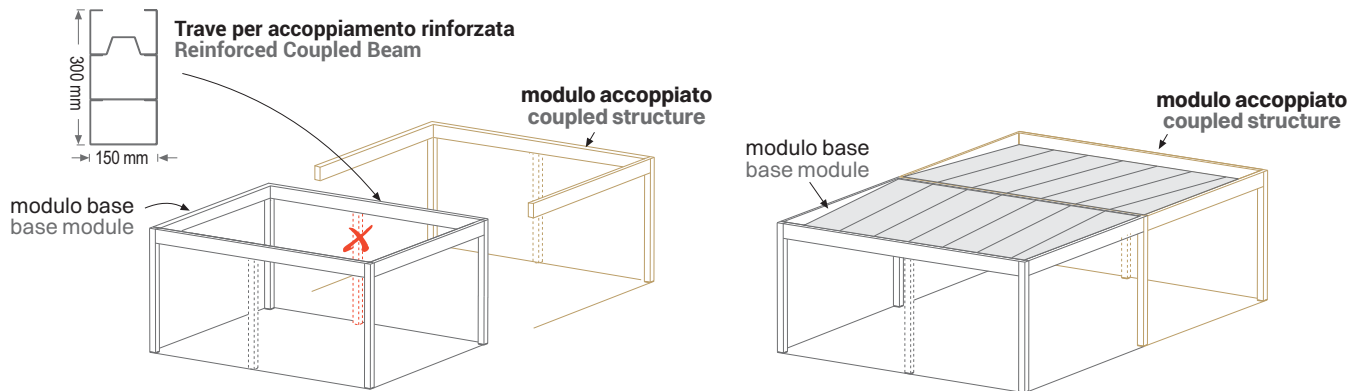 Trave per accoppiamento rinforzata
Reinforced Coupled Beam
300 mm
150 mm
modulo accoppiato
coupled structure
modulo base
base module
modulo accoppiato
coupled structure
modulo base
base module